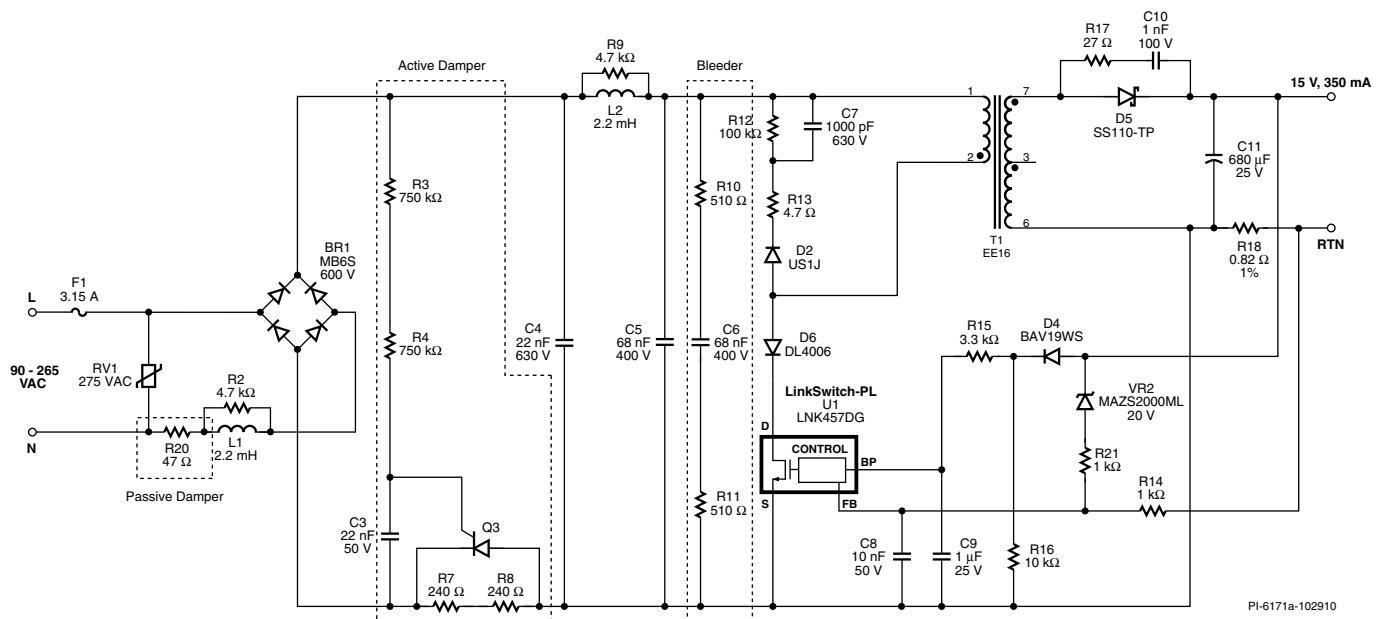 Active Damper
R9
4.7 kΩ
L2
2.2 mH
Bleeder
R12
100 kΩ
C7
1000 pF
630 V
1
2
7
3
6
T1
EE16
R17
27 Ω
C10
1 nF
100 V
D5
SS110-TP
15 V, 350 mA
C11
680 µF
25 V
R18
0.82 Ω
1%
RTN
R3
750 kΩ
R10
510 Ω
R13
4.7 Ω
D2
US1J
BR1
MB6S
600 V
F1
3.15 A
L
90 - 265
VAC
RV1
275 VAC
N
R2
4.7 kΩ
L1
2.2 mH
R20
47 Ω
Passive Damper
R4
750 kΩ
C4
22 nF
630 V
C5
68 nF
400 V
C6
68 nF
400 V
D6
DL4006
LinkSwitch-PL
U1
LNK457DG
D
CONTROL
BP
S
FB
R15
3.3 kΩ
D4
BAV19WS
VR2
MAZS2000ML
20 V
R21
1 kΩ
R14
1 kΩ
R11
510 Ω
C3
22 nF
50 V
Q3
R7
240 Ω
R8
240 Ω
C8
10 nF
50 V
C9
1 µF
25 V
R16
10 kΩ
PI-6171a-102910